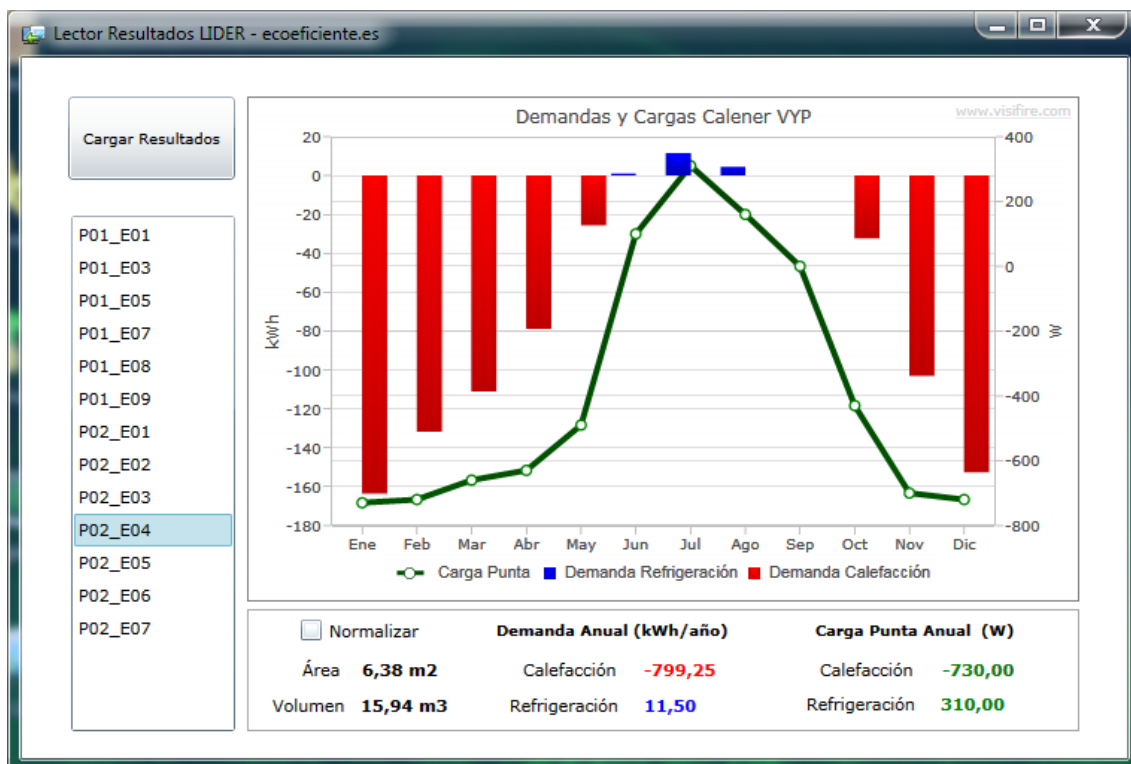 Lector Resultados LIDER - ecoeficiente.es
Cargar Resultados
P01_E01
P01_E03
P01_E05
P01_E07
P01_E08
P01_E09
P02_E01
P02_E02
P02_E03
P02_E04
P02_E05
P02_E06
P02_E07
www.visifire.com
Demandas y Cargas Calener VYP
20
0
-20
-40
-60
-80
-100
-120
-140
-160
-180
kWh
400
200
0
-200
-400
-600
-800
W
Ene Feb Mar Abr May Jun Jul Ago Sep Oct Nov Dic
Carga Punta Demanda Refrigeración Demanda Calefacción
Normalizar Demanda Anual (kWh/año) Carga Punta Anual (W)
Área 6,38 m2 Calefacción -799,25 Calefacción -730,00
Volumen 15,94 m3 Refrigeración 11,50 Refrigeración 310,00